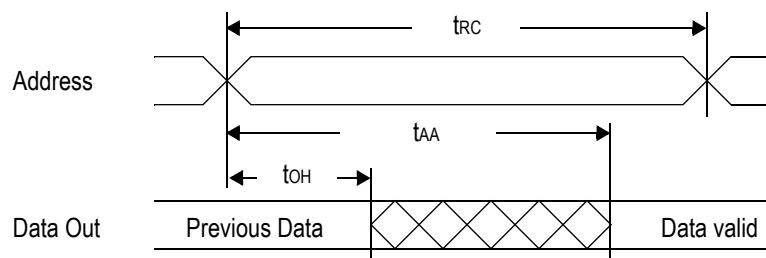 tRC
Address
tAA
tOH
Data Out Previous Data Data valid